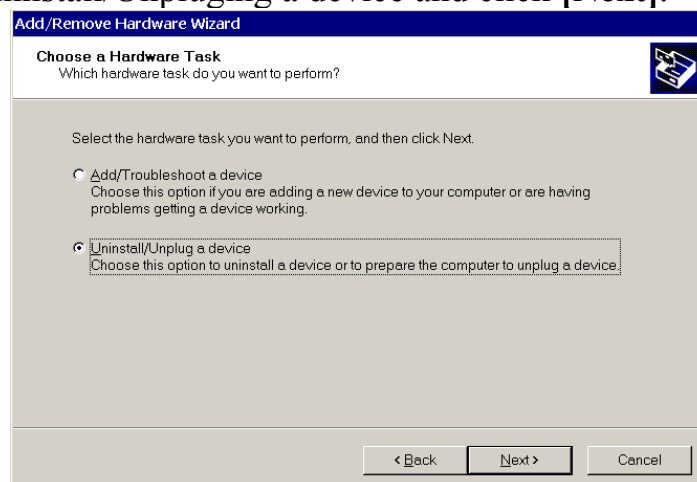 ninstall/Unplugging a device and click [Next].
Add/Remove Hardware Wizard
Choose a Hardware Task
Which hardware task do you want to perform?
Select the hardware task you want to perform, and then click Next.
Add/Troubleshoot a device
Choose this option if you are adding a new device to your computer or are having
problems getting a device working.
Uninstall/Unplug a device
Choose this option to uninstall a device or to prepare the computer to unplug a device.
< Back
Next >
Cancel